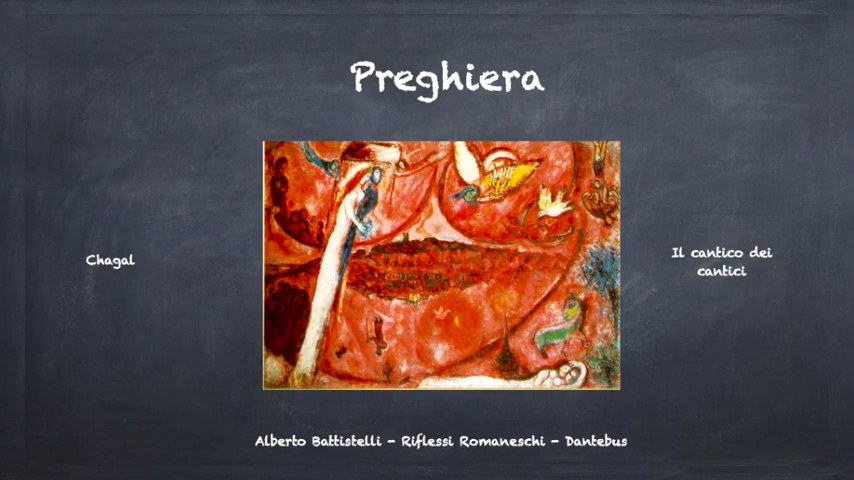 Preghiera
Chagal
Il cantico dei
cantici
Alberto Battistelli - Riflessi Romaneschi - Dantebus